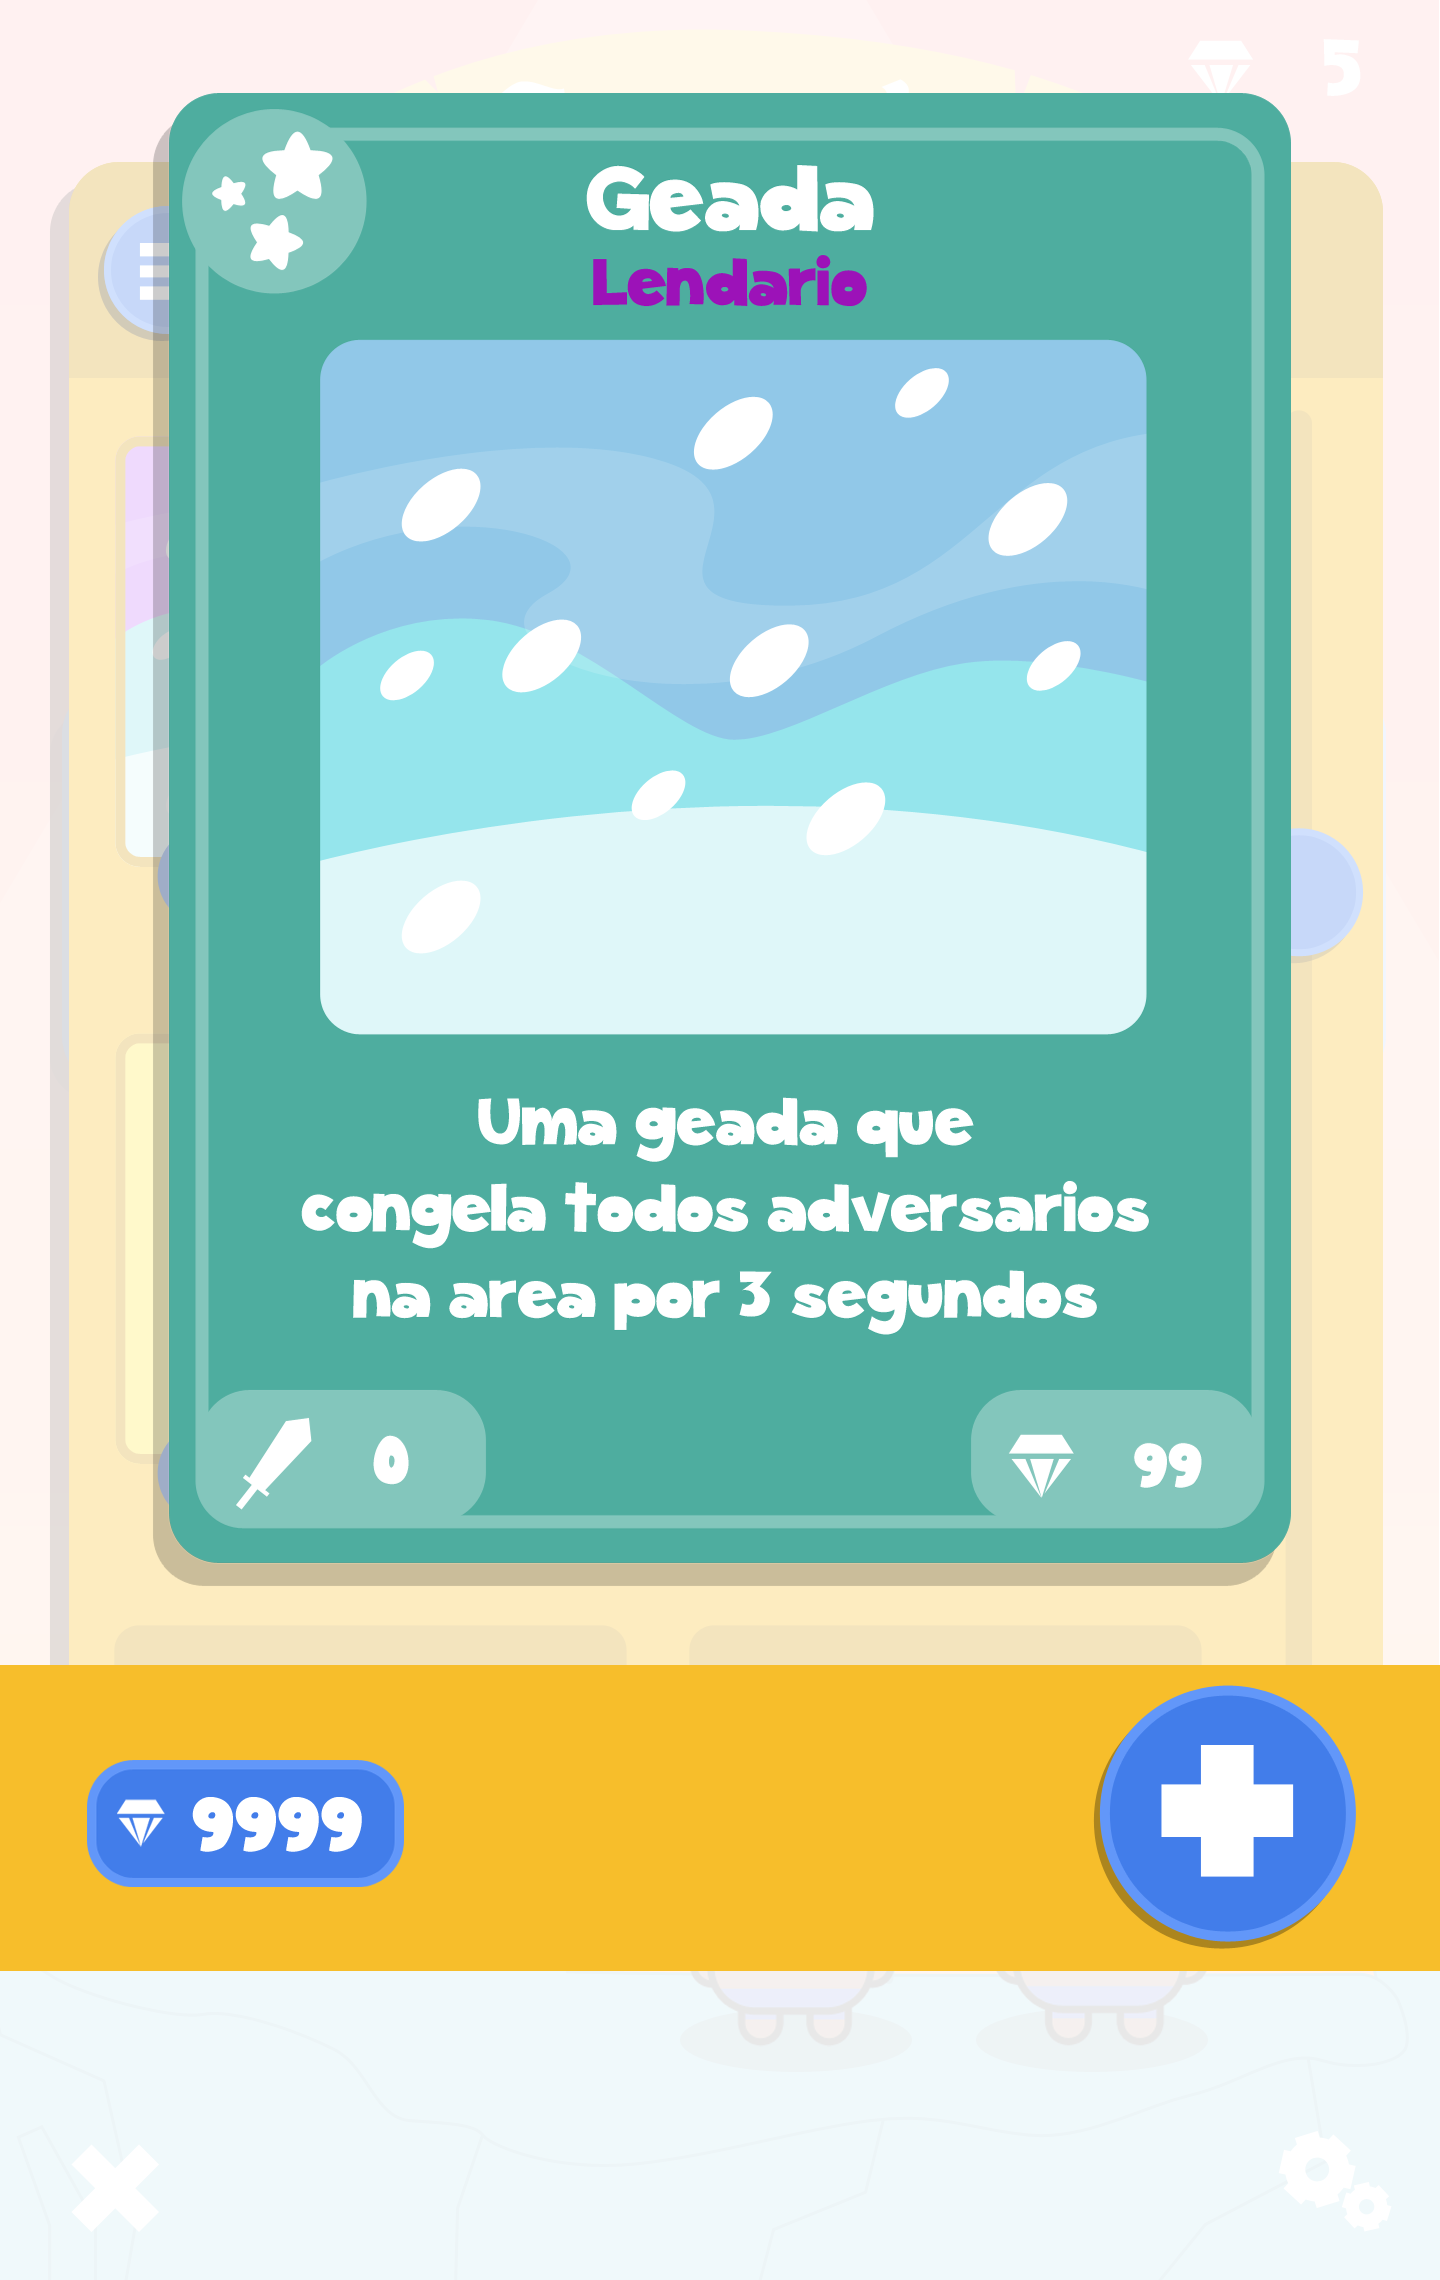 5
Geada
Lendario
Uma geada que
congela todos adversarios
na area por 3 segundos
0
99
9999